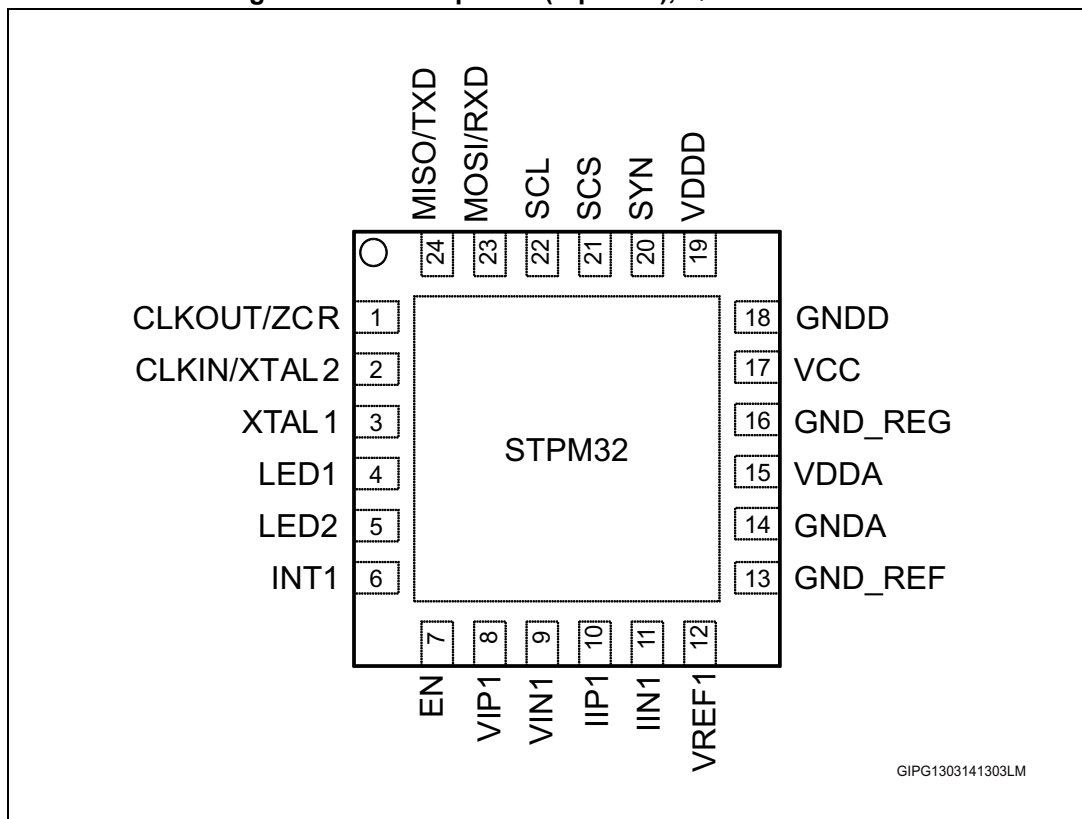 MISO/TXD
MOSI/RXD
SCL
SCS
SYN
VDDD
24
23
22
21
20
19
CLKOUT/ZCR 1
CLKIN/XTAL2 2
XTAL1 3
LED1 4
LED2 5
INT1 6
STPM32
18 GNDD
17 VCC
16 GND_REG
15 VDDA
14 GNDA
13 GND_REF
7
8
9
10
11
12
EN
VIP1
VIN1
IIP1
IIN1
VREF1
GIPG1303141303LM